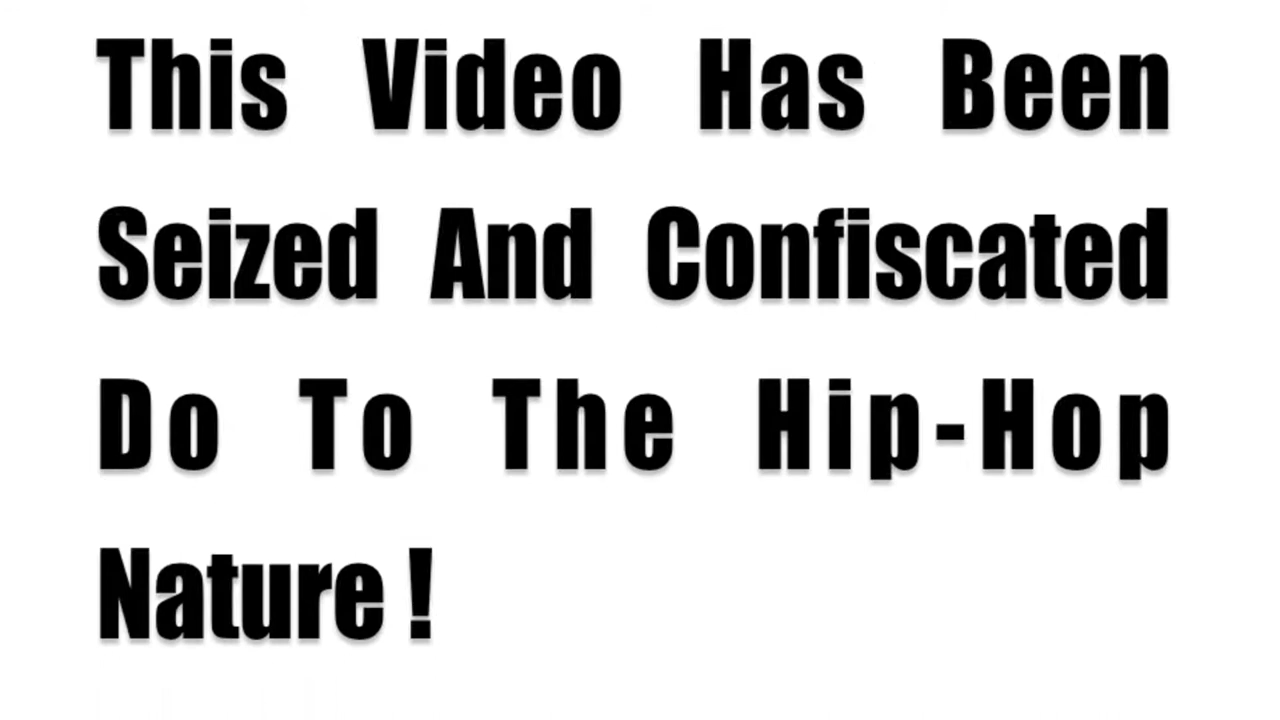 This Video Has Been
Seized And Confiscated
Do To The Hip-Hop
Nature !